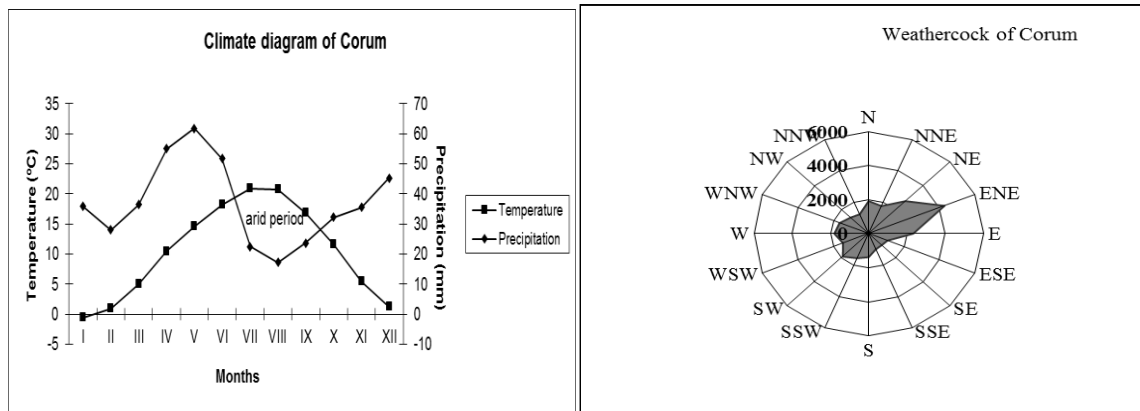 Climate diagram of Corum
35
30
25
20
15
10
5
0
-5
Temperature (ºC)
70
60
50
40
30
20
10
0
-10
Precipitation (mm)
arid period
I II III IV V VI VII VIII IX X XI XII
Months
Temperature
Precipitation
Weathercock of Corum
N
NNE
NE
ENE
E
ESE
SE
SSE
S
SSW
SW
WSW
W
WNW
NW
NNW
6000
4000
2000
0